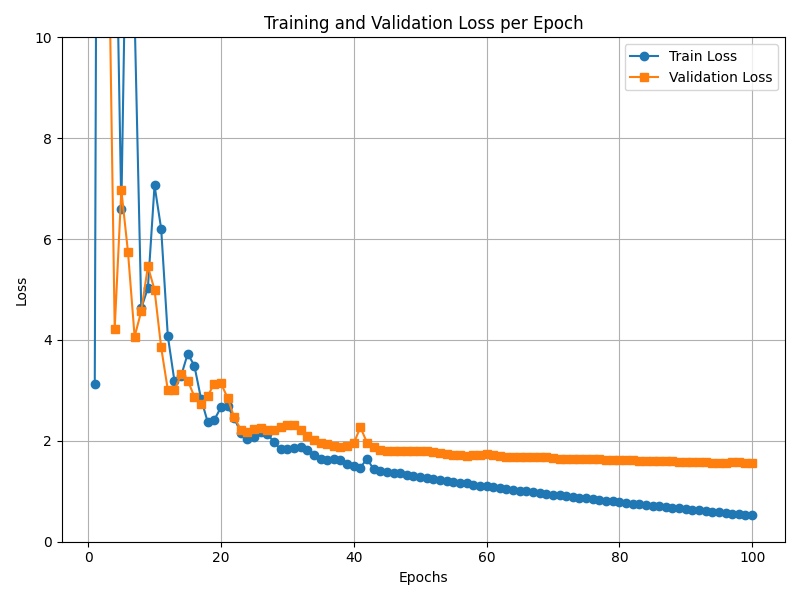 Training and Validation Loss per Epoch
Train Loss
Validation Loss
Loss
10
8
6
4
2
0
0 20 40 60 80 100
Epochs